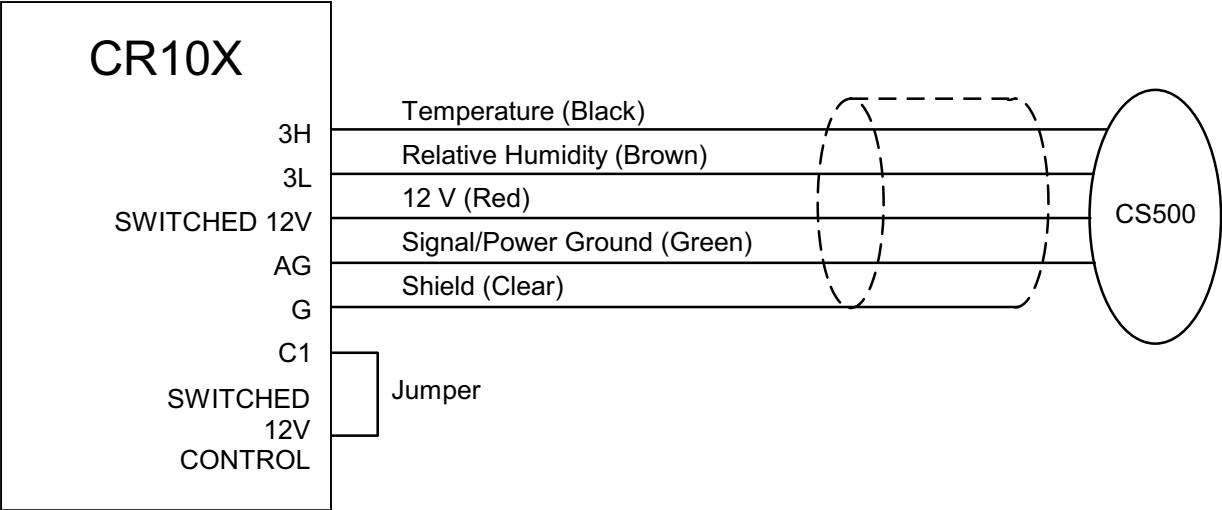 CR10X
3H
Temperature (Black)
3L
Relative Humidity (Brown)
SWITCHED 12V
12 V (Red)
AG
Signal/Power Ground (Green)
G
Shield (Clear)
CS500
C1
SWITCHED
12V
CONTROL
Jumper